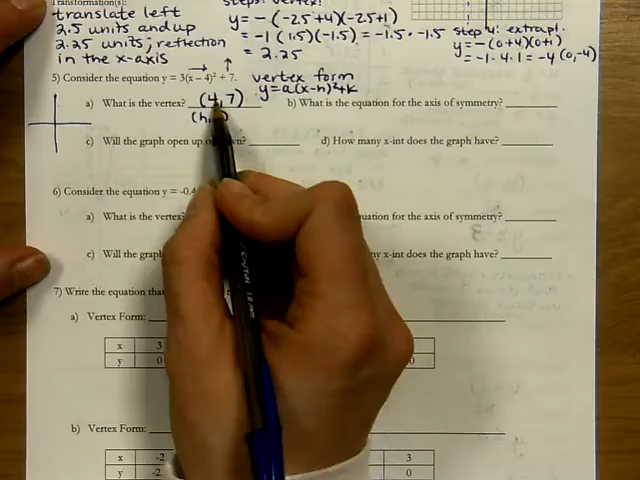 Transformation(s):
translate left
2.5 units and up
2.25 units; reflection
in the x-axis
steps: vertex!
y = -(-2.5+4)(-2.5+1)
= -1(1.5)(-1.5) = -1.5 · -1.5
= 2.25
step 4: extra pt.
y = -(0+4)(0+1)
= -1 · 4 · 1 = -4 (0,-4)
5) Consider the equation y = 3(x – 4)² + 7.
vertex form
y = a(x-h)²+k
a) What is the vertex? (4,7)
(h,
b) What is the equation for the axis of symmetry?
c) Will the graph open up
d) How many x-int does the graph have?
6) Consider the equation y = -0.4
a) What is the vertex
equation for the axis of symmetry?
c) Will the graph
x-int does the graph have?
7) Write the equation
a) Vertex Form:
x 3
y 0 0
b) Vertex Form:
x -2 3
y -2 0